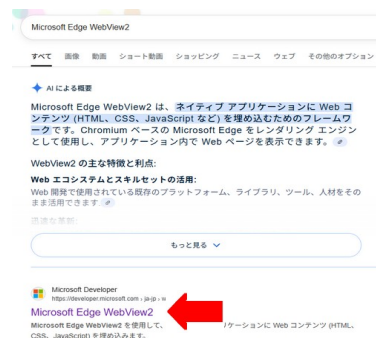 Microsoft Edge WebView2
すべて 画像 動画 ショート動画 ショッピング ニュース ウェブ その他のオプション
AI による概要
Microsoft Edge WebView2 は、ネイティブ アプリケーションに Web コ
ンテンツ (HTML、CSS、JavaScript など) を埋め込むためのフレームワ
ークです。Chromium ベースの Microsoft Edge をレンダリング エンジン
として使用し、アプリケーション内で Web ページを表示できます。
WebView2 の主な特徴と利点:
Web エコシステムとスキルセットの活用:
Web 開発で使用されている既存のプラットフォーム、ライブラリ、ツール、人材をその
まま活用できます
迅速な革新:
もっと見る
Microsoft Developer
https://developer.microsoft.com › ja-jp › m
Microsoft Edge WebView2
Microsoft Edge WebView2 を使用して、 リケーションに Web コンテンツ (HTML、
CSS、JavaScript) を埋め込みます。